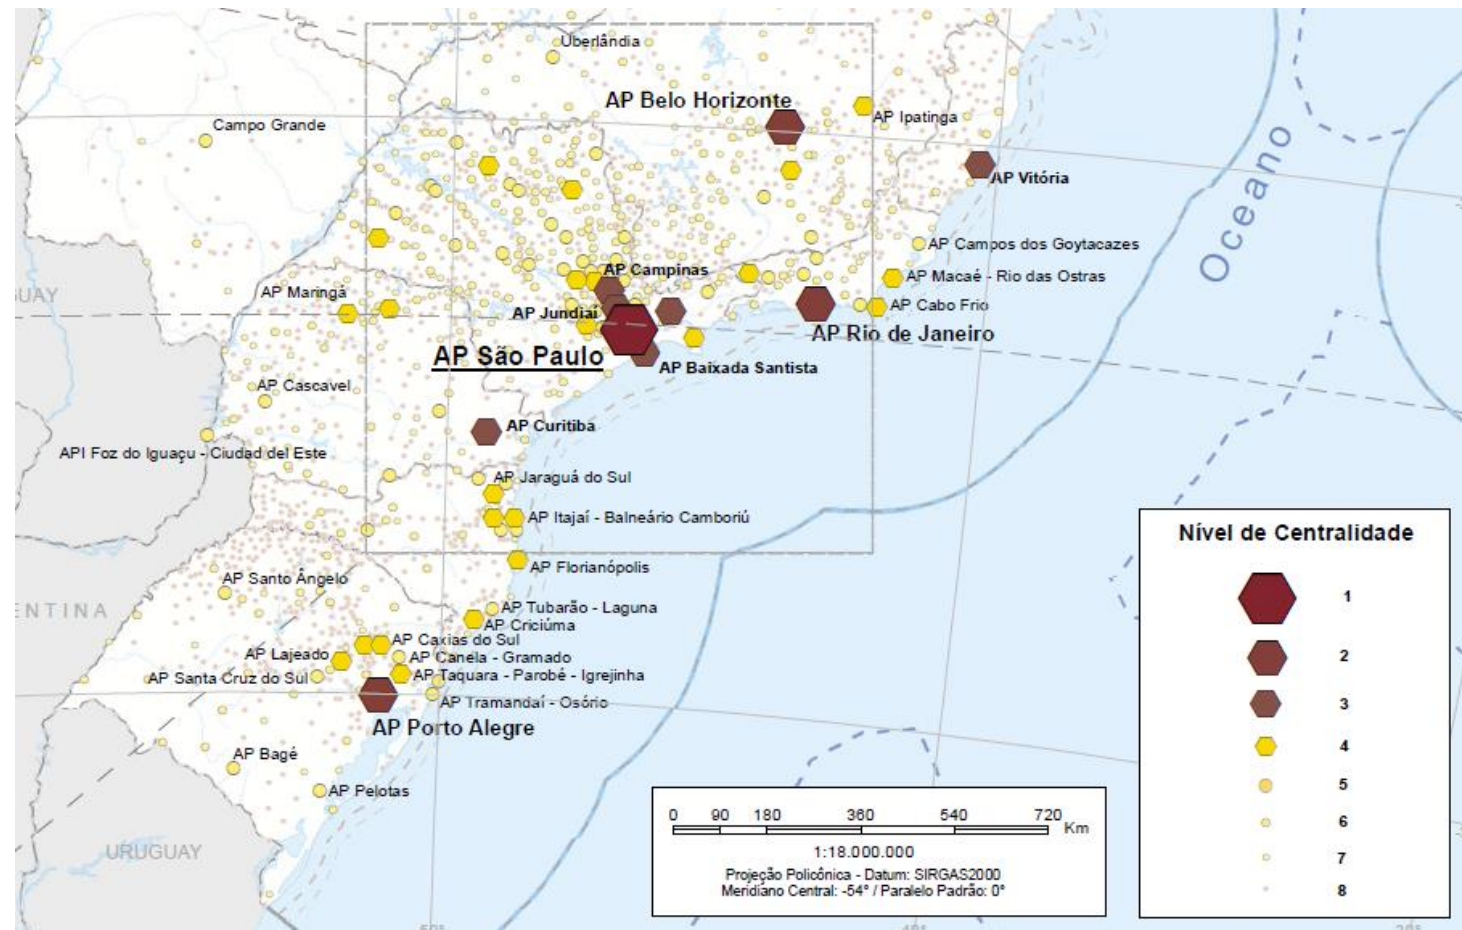 Uberlândia
AP Belo Horizonte
AP Ipatinga
Campo Grande
AP Vitória
Oceano
AP Campos dos Goytacazes
AP Campinas
AP Macaé - Rio das Ostras
UAY
AP Maringá
AP Cabo Frio
AP Jundiaí
AP Rio de Janeiro
AP São Paulo
AP Baixada Santista
AP Cascavel
AP Curitiba
API Foz do Iguaçu - Ciudad del Este
AP Jaraguá do Sul
AP Itajaí - Balneário Camboriú
AP Florianópolis
AP Santo Ângelo
ENTINA
AP Tubarão - Laguna
AP Criciúma
AP Caxias do Sul
AP Lajeado
AP Canela - Gramado
AP Santa Cruz do Sul
AP Taquara - Parobé - Igrejinha
AP Tramandaí - Osório
AP Porto Alegre
AP Bagé
AP Pelotas
URUGUAY
Nível de Centralidade
1
2
3
4
5
6
7
8
0 90 180 360 540 720
Km
1:18.000.000
Projeção Policônica - Datum: SIRGAS2000
Meridiano Central: -54° / Paralelo Padrão: 0°